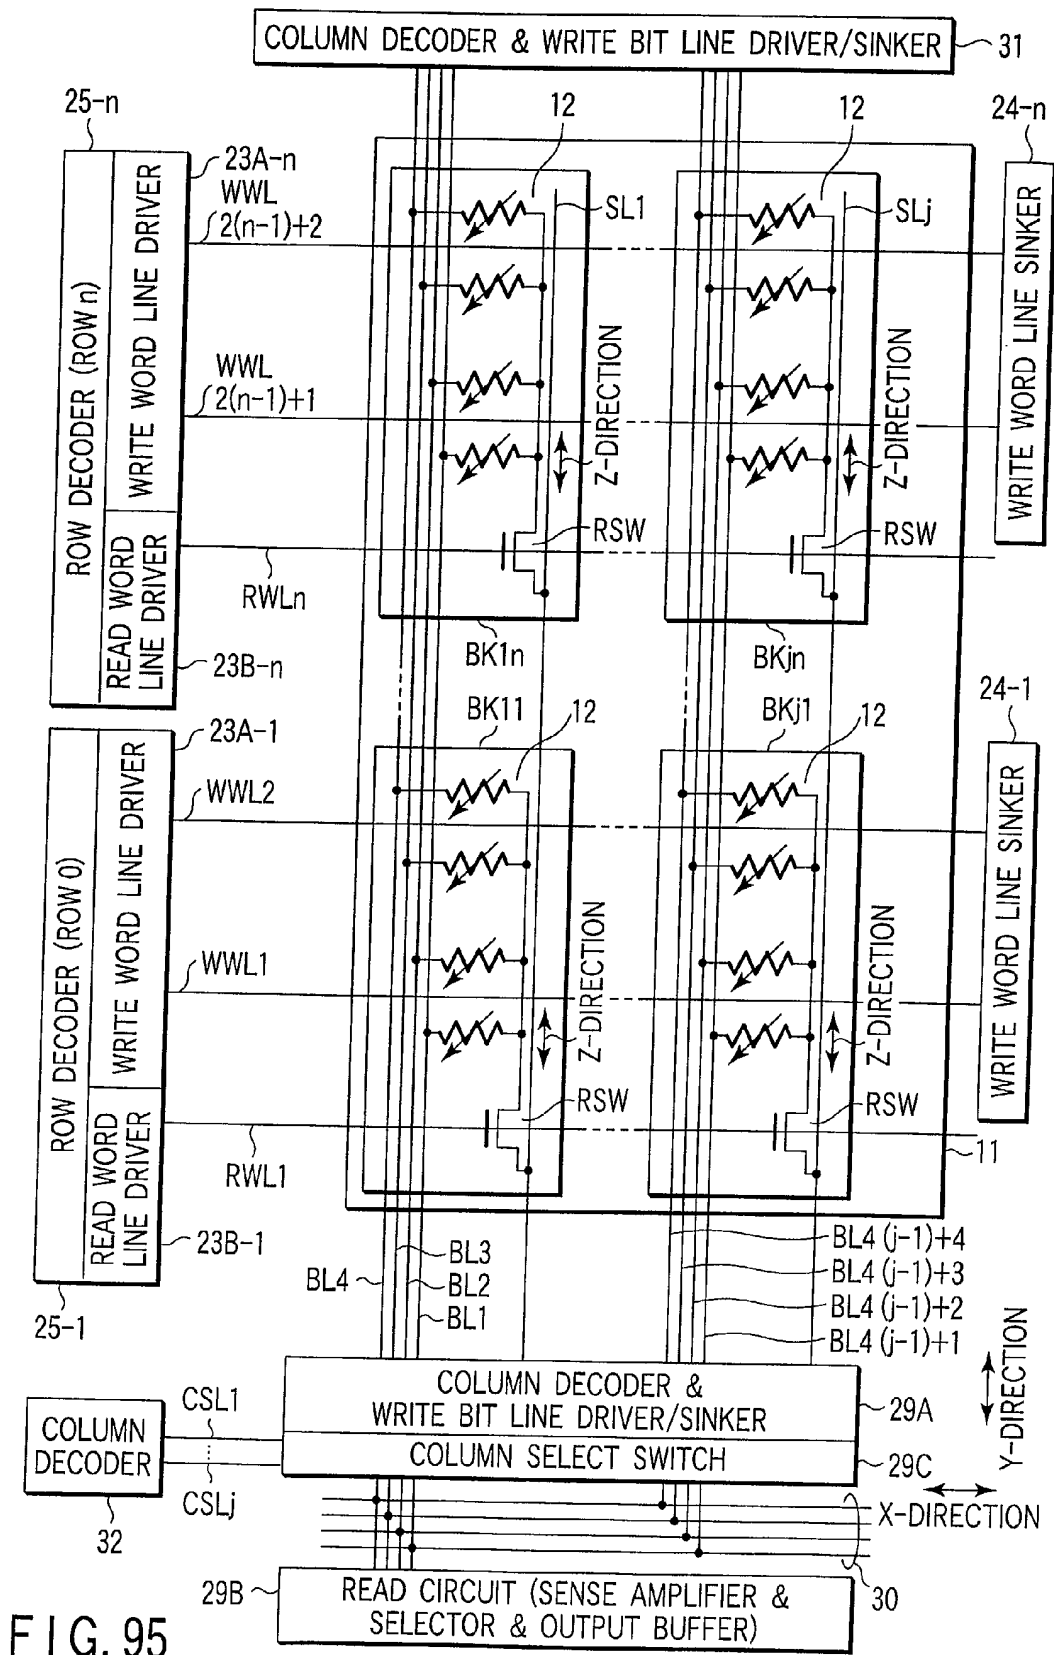 COLUMN DECODER & WRITE BIT LINE DRIVER/SINKER
31
25-n
12
12
24-n
23A-n
WWL
2(n-1)+2
SL1
SLj
ROW DECODER (ROW n)
WRITE WORD LINE DRIVER
WRITE WORD LINE SINKER
WWL
2(n-1)+1
Z-DIRECTION
Z-DIRECTION
READ WORD
LINE DRIVER
RSW
RSW
RWLn
23B-n
BK1n
BKjn
24-1
23A-1
BK11
12
BKj1
12
WWL2
ROW DECODER (ROW 0)
WRITE WORD LINE DRIVER
WRITE WORD LINE SINKER
WWL1
Z-DIRECTION
Z-DIRECTION
READ WORD
LINE DRIVER
RSW
RSW
RWL1
11
23B-1
25-1
BL3
BL4
BL2
BL1
BL4 (j-1)+4
BL4 (j-1)+3
BL4 (j-1)+2
BL4 (j-1)+1
COLUMN DECODER &
WRITE BIT LINE DRIVER/SINKER
29A
Y-DIRECTION
CSL1
COLUMN
DECODER
COLUMN SELECT SWITCH
29C
CSLj
32
X-DIRECTION
29B
READ CIRCUIT (SENSE AMPLIFIER &
SELECTOR & OUTPUT BUFFER)
30
FIG. 95